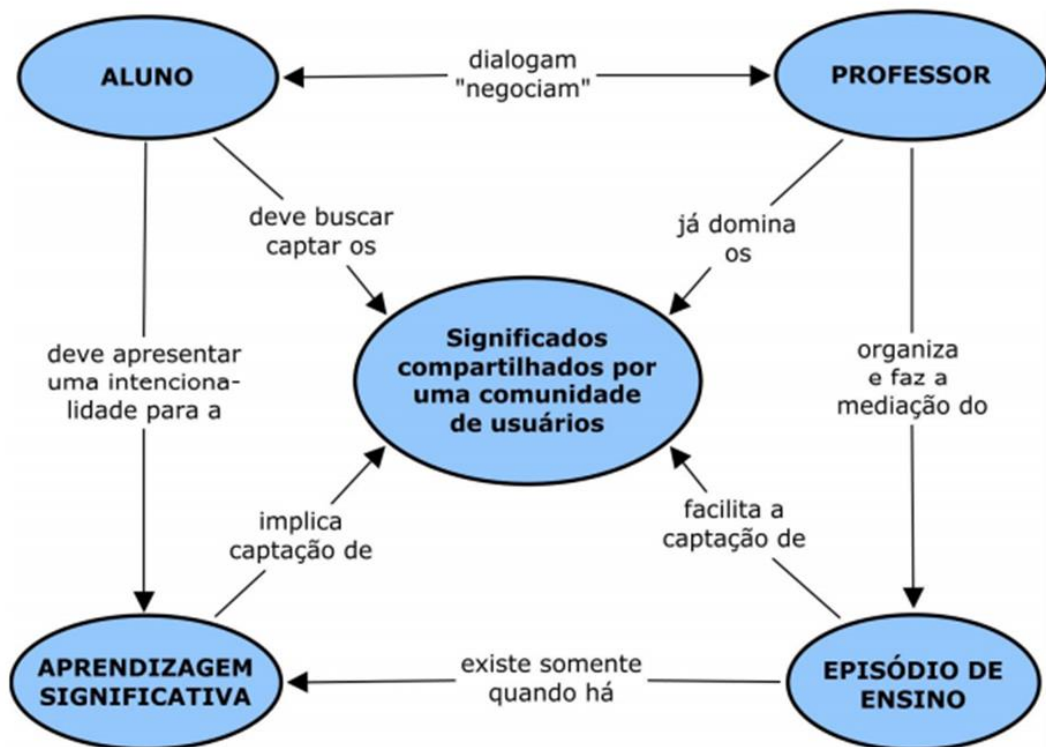 ALUNO
dialogam
"negociam"
PROFESSOR
deve buscar
captar os
já domina
os
deve apresentar
uma intenciona-
lidade para a
Significados
compartilhados por
uma comunidade
de usuários
organiza
e faz a
mediação do
implica
captação de
facilita a
captação de
APRENDIZAGEM
SIGNIFICATIVA
existe somente
quando há
EPISÓDIO DE
ENSINO